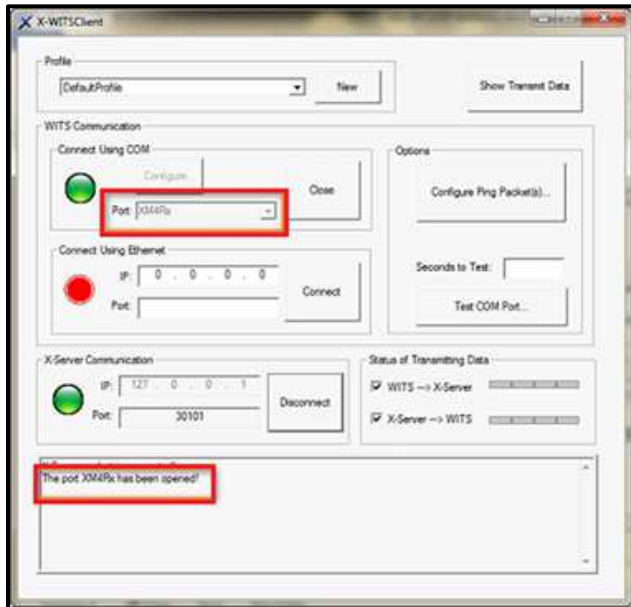 X-WITSClient
Profile
DefaultProfile
New
Show Transmit Data
WITS Communication
Connect Using COM
Configure...
Port: XM4Rx
Close
Options
Configure Ping Packet(s)...
Connect Using Ethernet
IP: 0 . 0 . 0 . 0
Port:
Connect
Seconds to Test:
Test COM Port...
X-Server Communication
IP: 127 . 0 . 0 . 1
Port: 30101
Disconnect
Status of Transmitting Data
WITS --> X-Server
X-Server --> WITS
The port XM4Rx has been opened!